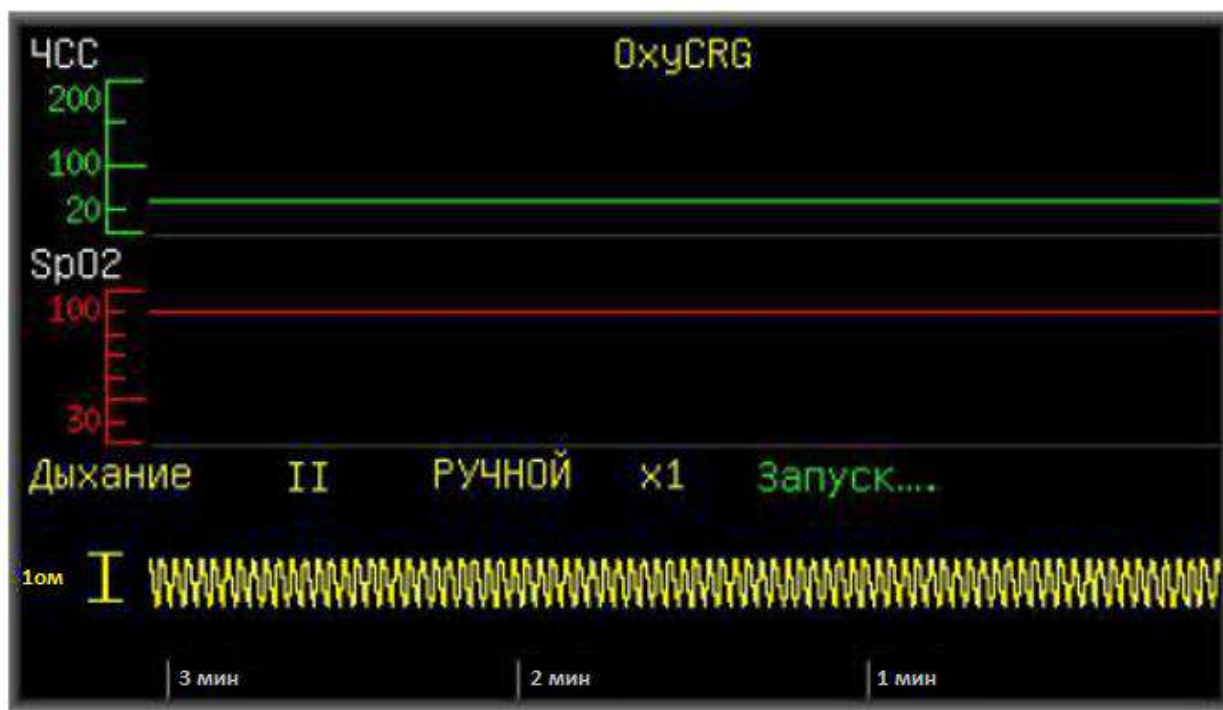 ЧСС OxyCRG
200
100
20
SpO2
100
30
Дыхание II РУЧНОЙ x1 Запуск....
1ом
3 мин 2 мин 1 мин